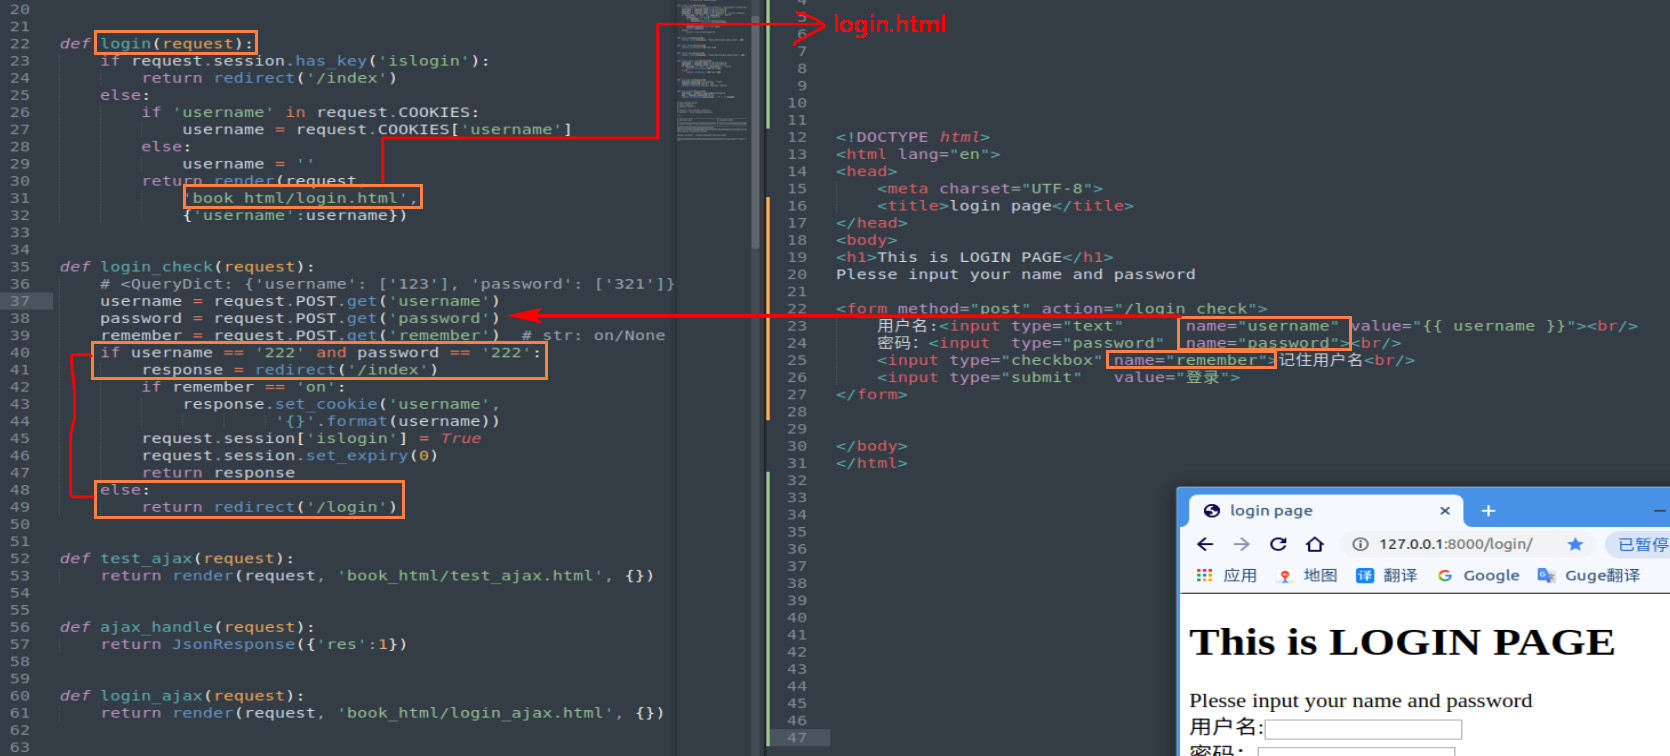 20
21
22 def login(request):
23 if request.session.has_key('islogin'):
24 return redirect('/index')
25 else:
26 if 'username' in request.COOKIES:
27 username = request.COOKIES['username']
28 else:
29 username = ''
30 return render(request,
31 'book_html/login.html',
32 {'username':username})
33
34
35 def login_check(request):
36 # <QueryDict: {'username': ['123'], 'password': ['321']}
37 username = request.POST.get('username')
38 password = request.POST.get('password')
39 remember = request.POST.get('remember') # str: on/None
40 if username == '222' and password == '222':
41 response = redirect('/index')
42 if remember == 'on':
43 response.set_cookie('username',
44 '{}'.format(username))
45 request.session['islogin'] = True
46 request.session.set_expiry(0)
47 return response
48 else:
49 return redirect('/login')
50
51
52 def test_ajax(request):
53 return render(request, 'book_html/test_ajax.html', {})
54
55
56 def ajax_handle(request):
57 return JsonResponse({'res':1})
58
59
60 def login_ajax(request):
61 return render(request, 'book_html/login_ajax.html', {})
62
63
4
5
login.html
6
7
8
9
10
11
12 <!DOCTYPE html>
13 <html lang="en">
14 <head>
15 <meta charset="UTF-8">
16 <title>login page</title>
17 </head>
18 <body>
19 <h1>This is LOGIN PAGE</h1>
20 Plesse input your name and password
21
22 <form method="post" action="/login_check">
23 用户名:<input type="text" name="username" value="{{ username }}"><br/>
24 密码：<input type="password" name="password"><br/>
25 <input type="checkbox" name="remember">记住用户名<br/>
26 <input type="submit" value="登录">
27 </form>
28
29
30 </body>
31 </html>
32
33
34
35
36
37
38
39
40
41
42
43
44
45
46
47
login page
127.0.0.1:8000/login/ 已暂停
应用 地图 译 翻译 G Google Guge翻译
This is LOGIN PAGE
Plesse input your name and password
用户名:
密码：